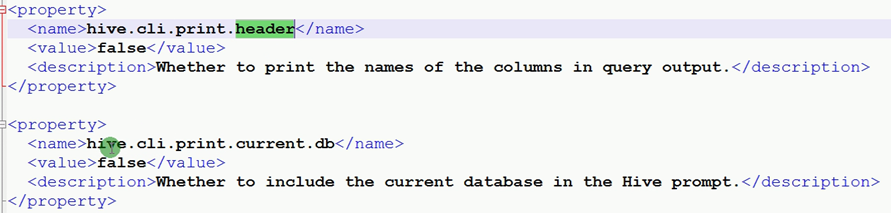 <property>
<name>hive.cli.print.header</name>
<value>false</value>
<description>Whether to print the names of the columns in query output.</description>
</property>
<property>
<name>hive.cli.print.current.db</name>
<value>false</value>
<description>Whether to include the current database in the Hive prompt.</description>
</property>